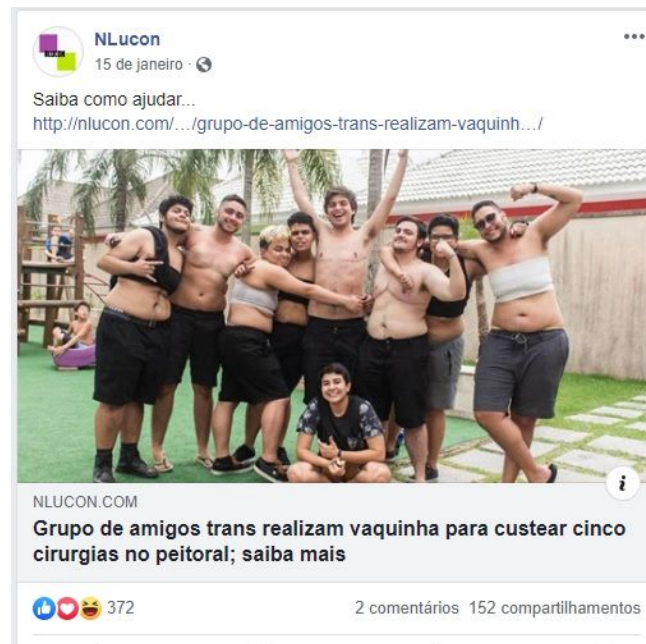 NLucon
15 de janeiro
Saiba como ajudar...
http://nlucon.com/.../grupo-de-amigos-trans-realizam-vaquinh.../
NLUCON.COM
Grupo de amigos trans realizam vaquinha para custear cinco
cirurgias no peitoral; saiba mais
372
2 comentários 152 compartilhamentos